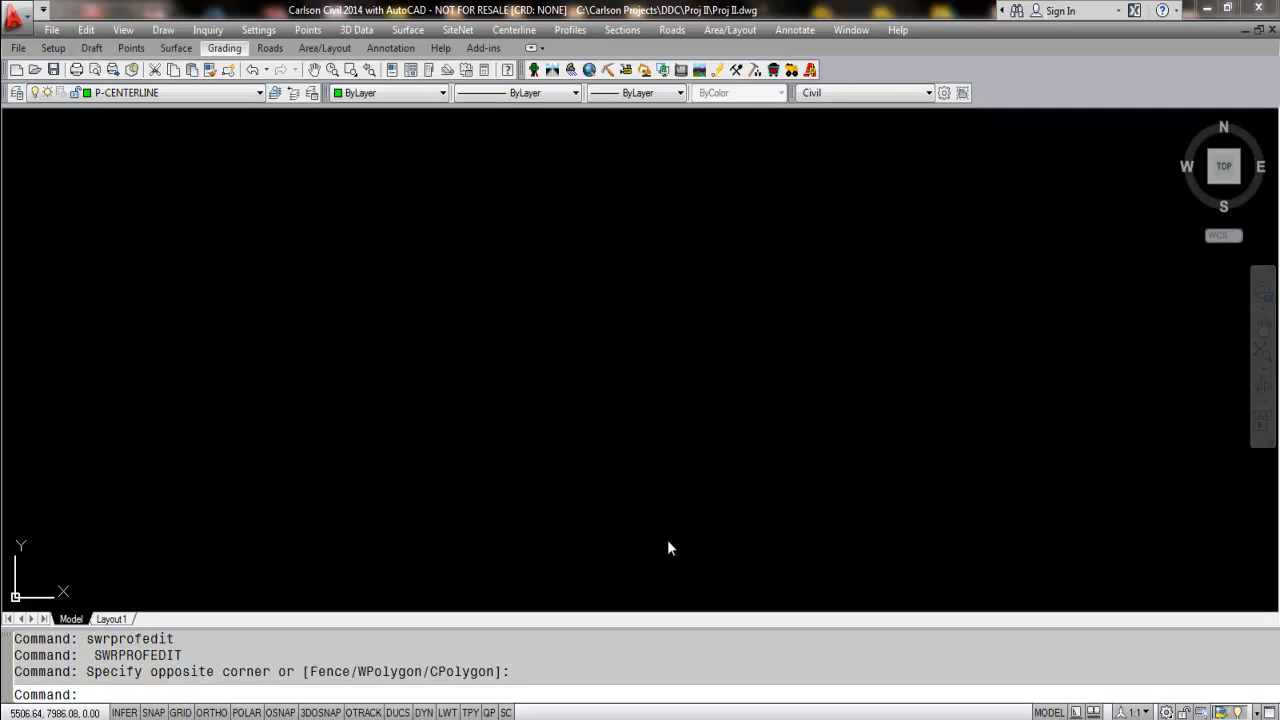 Carlson Civil 2014 with AutoCAD - NOT FOR RESALE [CRD: NONE] C:\Carlson Projects\DDC\Proj II\Proj II.dwg
Sign In
File Edit View Draw Inquiry Settings Points 3D Data Surface SiteNet Centerline Profiles Sections Roads Area/Layout Annotate Window Help
File Setup Draft Points Surface Grading Roads Area/Layout Annotation Help Add-ins
P-CENTERLINE ByLayer ByLayer ByLayer ByColor Civil
N
W TOP E
S
WCS
Y
X
Model Layout1
Command: swrprofedit
Command: SWRPROFEDIT
Command: Specify opposite corner or [Fence/WPolygon/CPolygon]:
Command:
5506.64, 7986.08, 0.00 INFER SNAP GRID ORTHO POLAR OSNAP 3DOSNAP OTRACK DUCS DYN LWT TPY QP SC MODEL 1:1